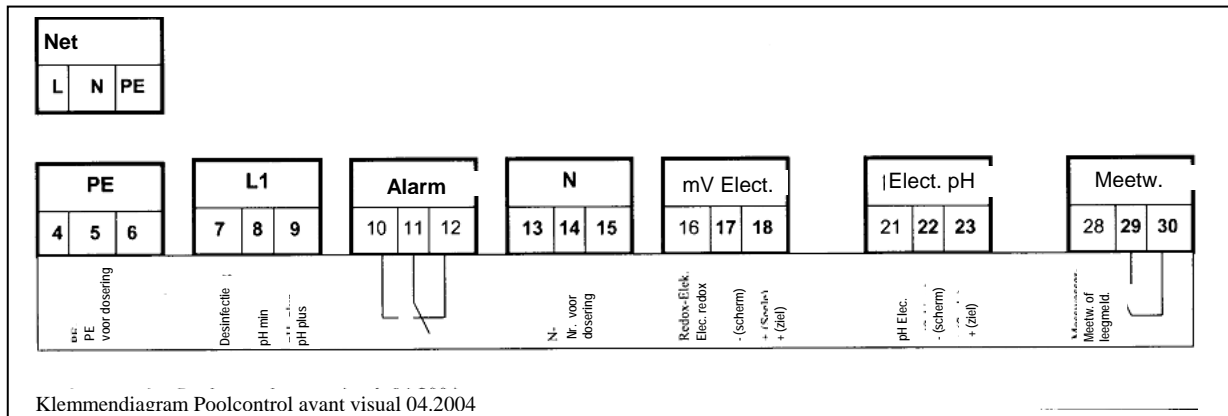 Net
L N PE
PE
4 5 6
L1
7 8 9
Alarm
10 11 12
N
13 14 15
mV Elect.
16 17 18
Elect. pH
21 22 23
Meetw.
28 29 30
PE
voor dosering
Desinfectie
pH min
pH plus
N-
Nr. voor
dosering
Redox-Elek.
Elec. redox
- (scherm)
+ (Seele)
+ (ziel)
pH Elec.
- (scherm)
+ (ziel)
Meetw. of
leegmeld.
Klemmendiagram Poolcontrol avant visual 04.2004